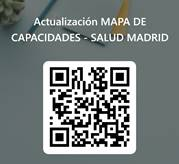 Actualización MAPA DE
CAPACIDADES - SALUD MADRID